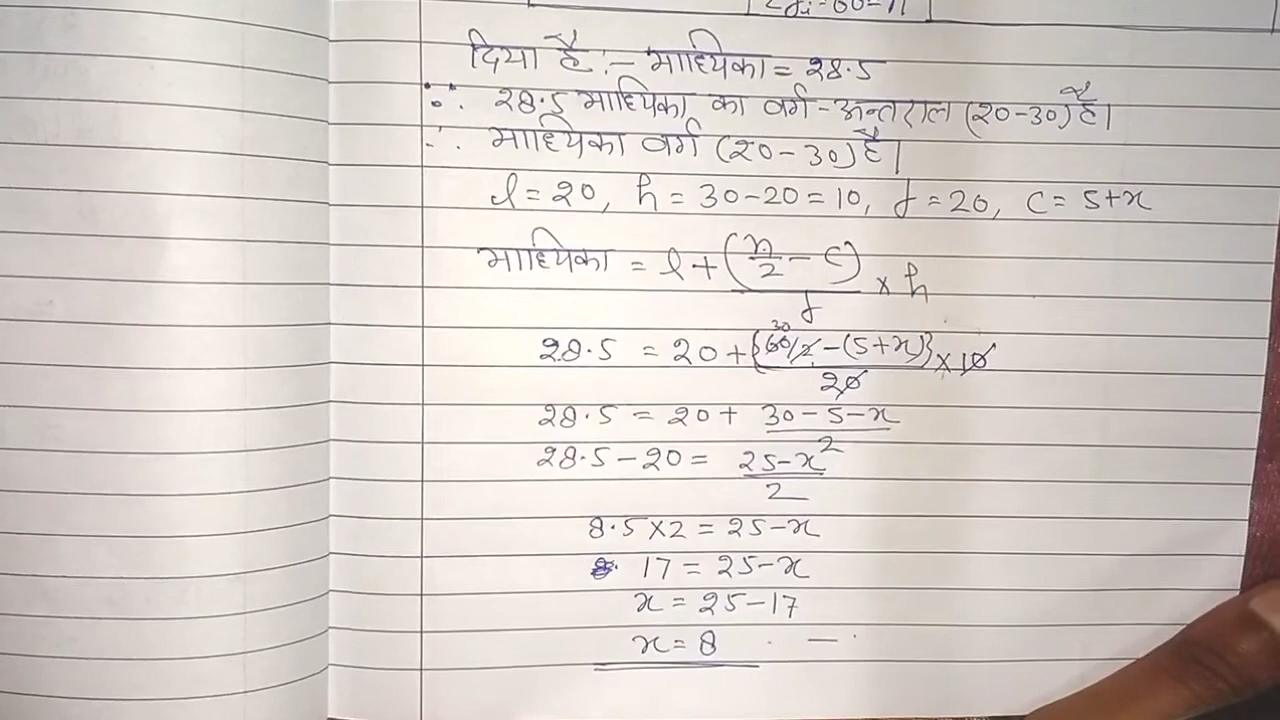 Σfi=60=n
दिया है :- माध्यिका = 28.5
∵ 28.5 माध्यिका का वर्ग-अन्तराल (20-30) है।
∴ माध्यिका वर्ग (20-30) है।
l = 20, h = 30-20 = 10, f = 20, C = 5+x
माध्यिका = l + (n/2 - C)/f × h
28.5 = 20 + {60/2 - (5+x)}/20 × 10
28.5 = 20 + 30-5-x/2
28.5-20 = 25-x/2
8.5×2 = 25-x
17 = 25-x
x = 25-17
x = 8